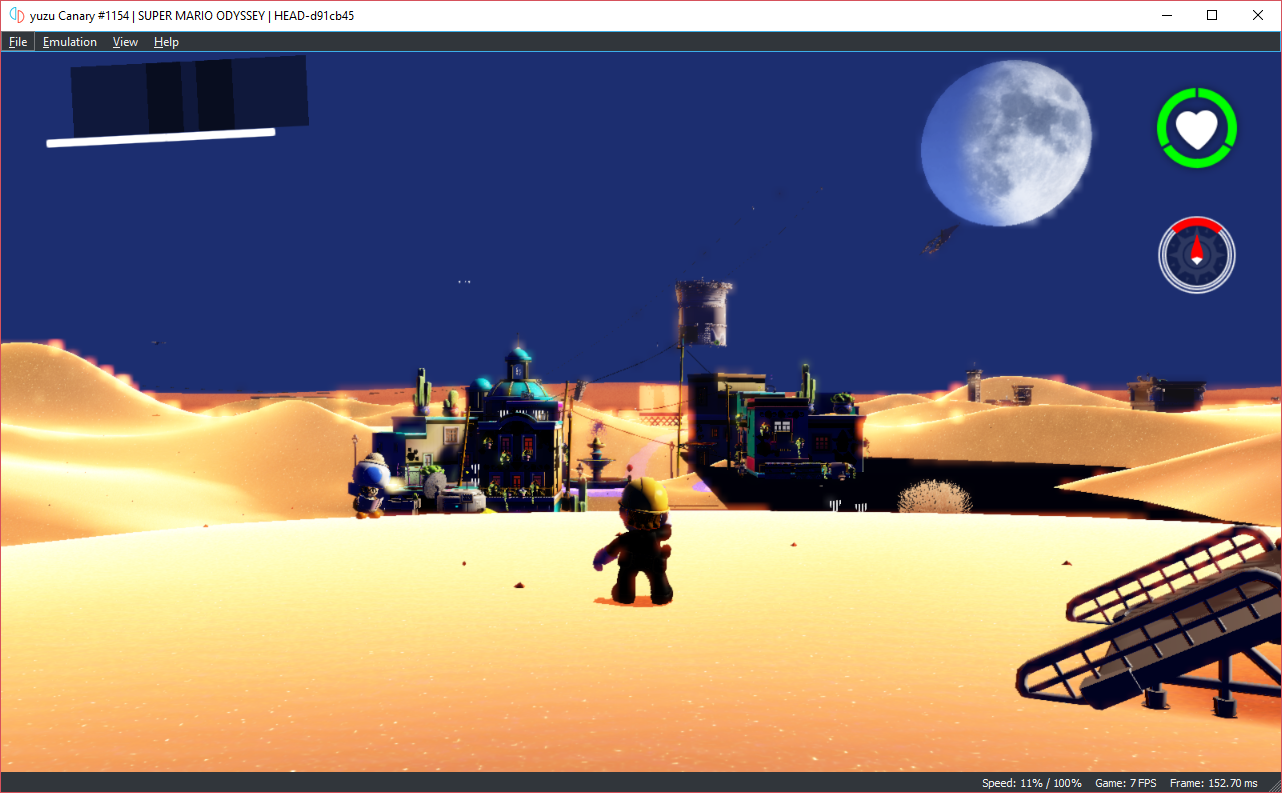 yuzu Canary #1154 | SUPER MARIO ODYSSEY | HEAD-d91cb45
File Emulation View Help
Speed: 11% / 100% Game: 7 FPS Frame: 152.70 ms